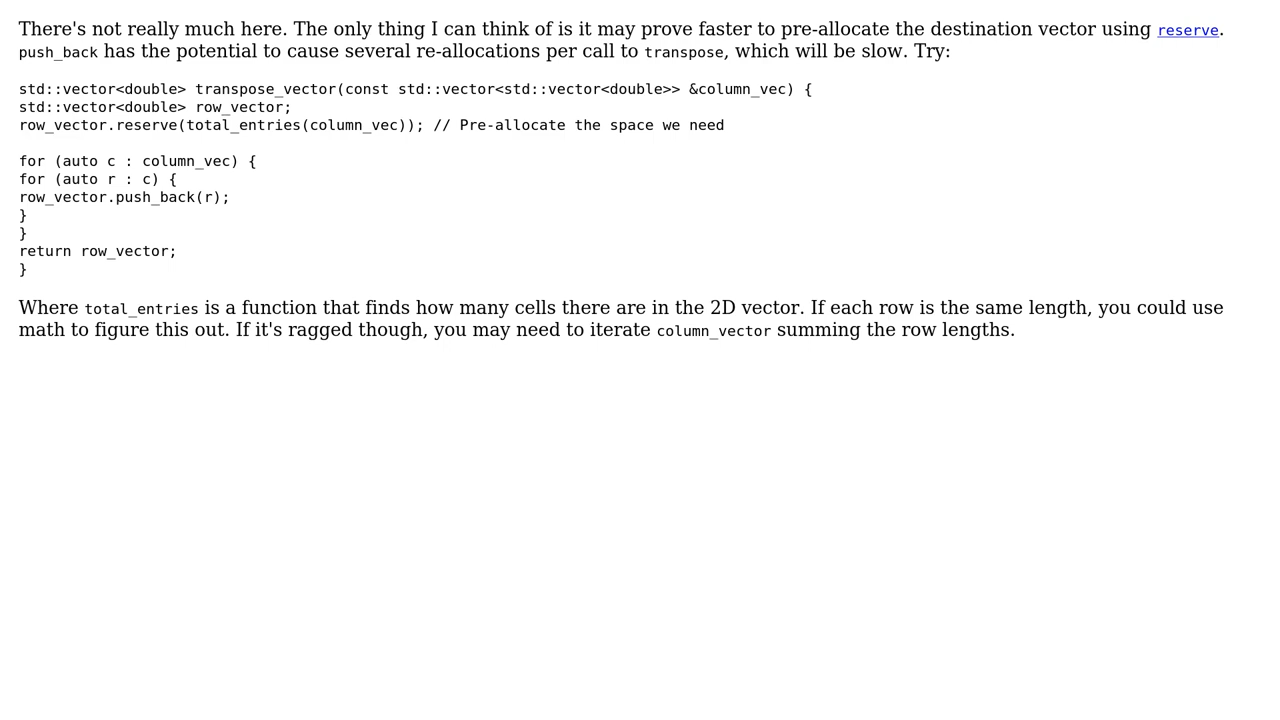 There's not really much here. The only thing I can think of is it may prove faster to pre-allocate the destination vector using reserve.
push_back has the potential to cause several re-allocations per call to transpose, which will be slow. Try:
std::vector<double> transpose_vector(const std::vector<std::vector<double>> &column_vec) {
std::vector<double> row_vector;
row_vector.reserve(total_entries(column_vec)); // Pre-allocate the space we need
for (auto c : column_vec) {
for (auto r : c) {
row_vector.push_back(r);
}
}
return row_vector;
}
Where total_entries is a function that finds how many cells there are in the 2D vector. If each row is the same length, you could use
math to figure this out. If it's ragged though, you may need to iterate column_vector summing the row lengths.